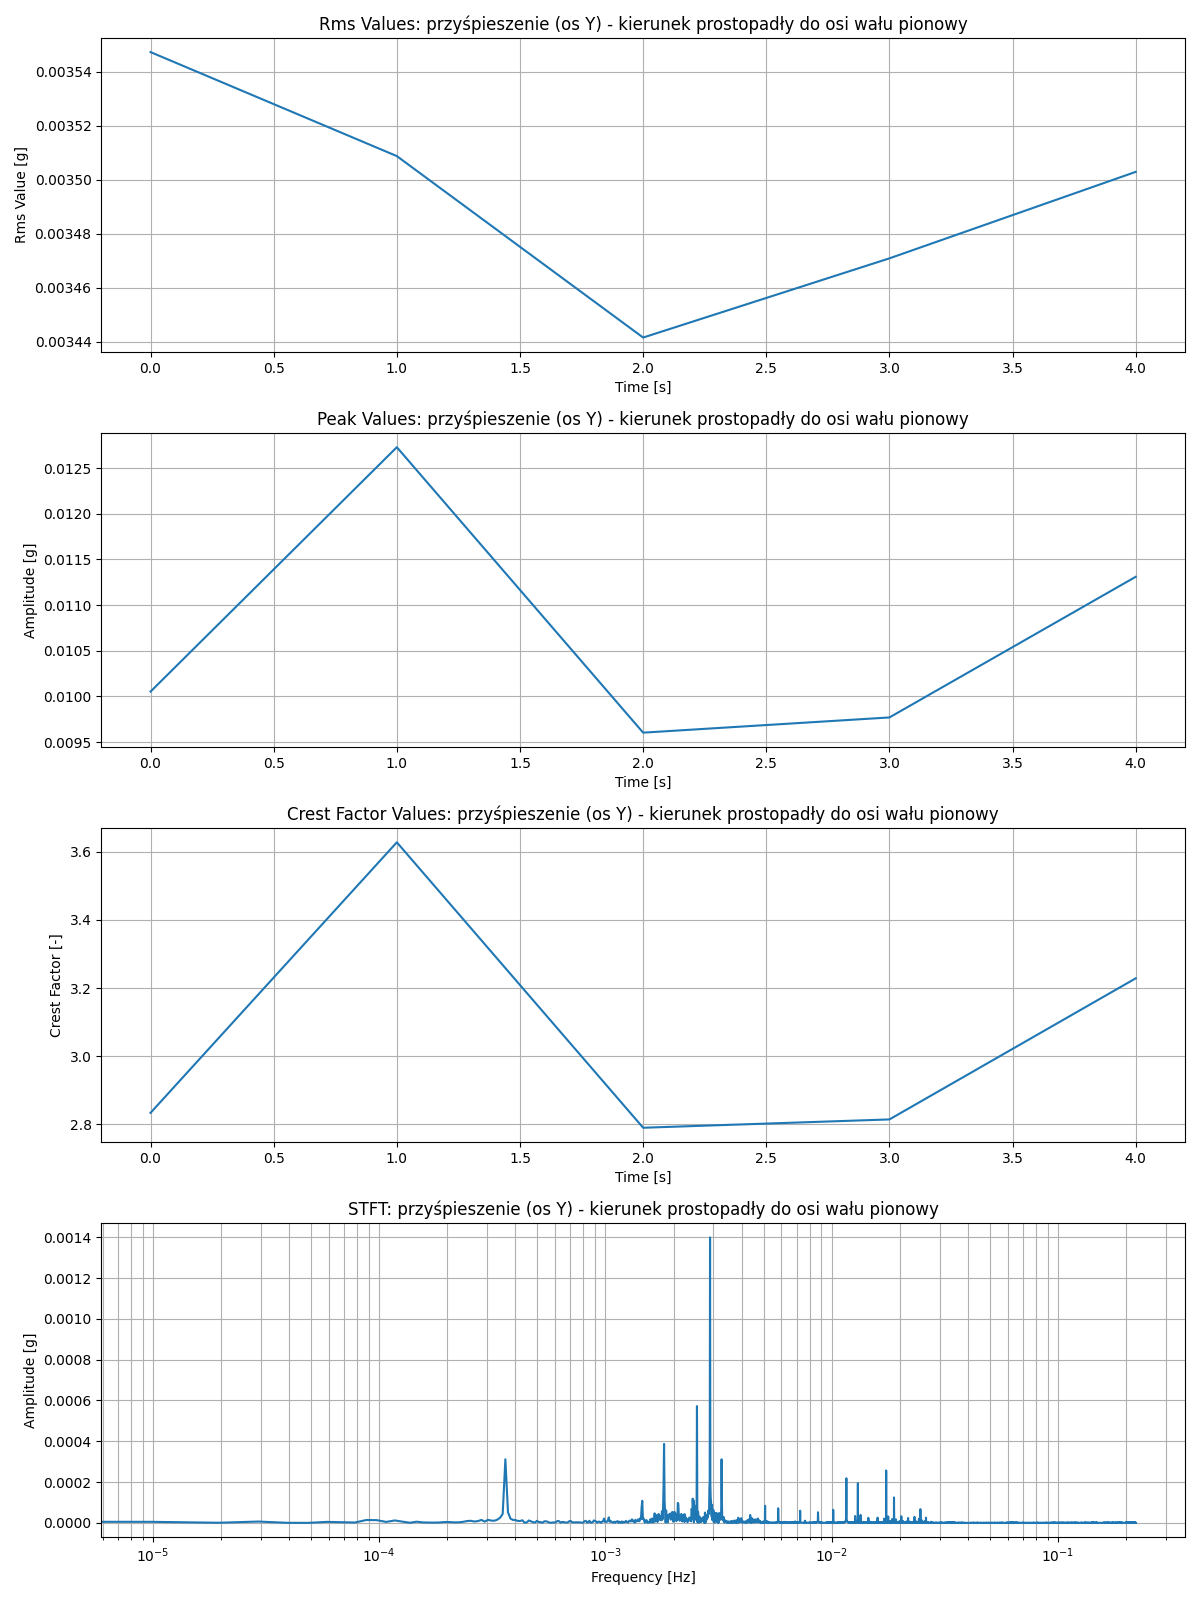 Rms Values: przyśpieszenie (os Y) - kierunek prostopadły do osi wału pionowy
Rms Value [g]
0.00354
0.00352
0.00350
0.00348
0.00346
0.00344
0.0 0.5 1.0 1.5 2.0 2.5 3.0 3.5 4.0
Time [s]
Peak Values: przyśpieszenie (os Y) - kierunek prostopadły do osi wału pionowy
Amplitude [g]
0.0125
0.0120
0.0115
0.0110
0.0105
0.0100
0.0095
0.0 0.5 1.0 1.5 2.0 2.5 3.0 3.5 4.0
Time [s]
Crest Factor Values: przyśpieszenie (os Y) - kierunek prostopadły do osi wału pionowy
Crest Factor [-]
3.6
3.4
3.2
3.0
2.8
0.0 0.5 1.0 1.5 2.0 2.5 3.0 3.5 4.0
Time [s]
STFT: przyśpieszenie (os Y) - kierunek prostopadły do osi wału pionowy
Amplitude [g]
0.0014
0.0012
0.0010
0.0008
0.0006
0.0004
0.0002
0.0000
10⁻⁵ 10⁻⁴ 10⁻³ 10⁻² 10⁻¹
Frequency [Hz]